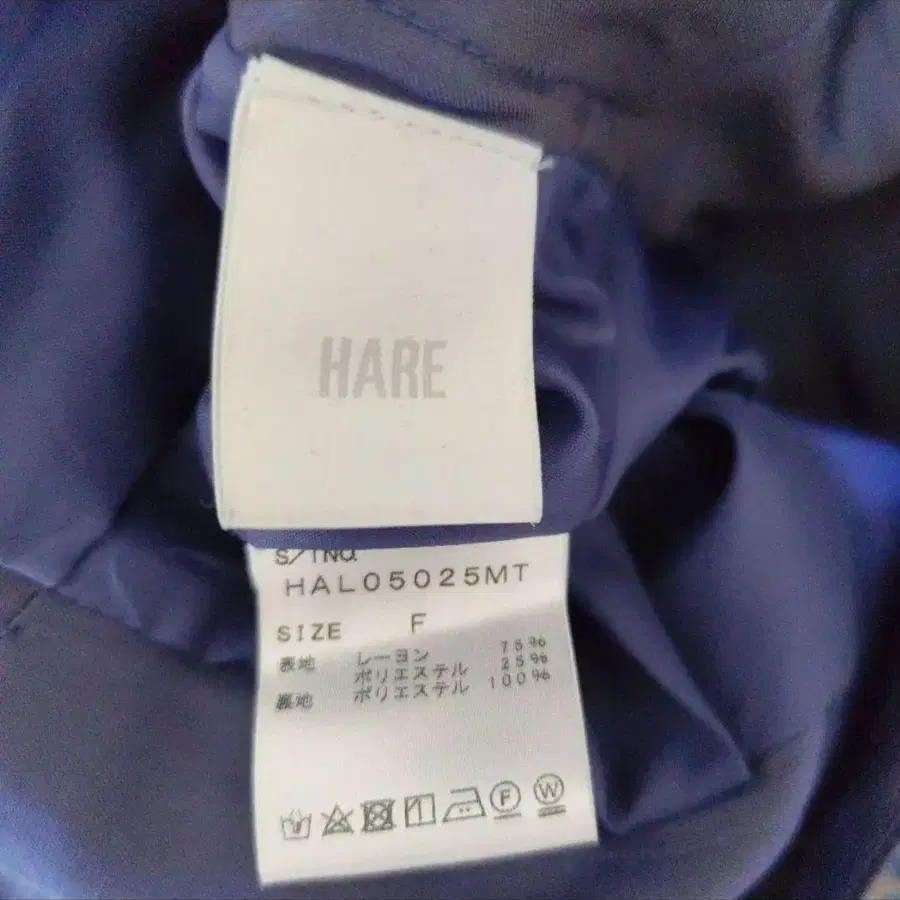 HARE
S/TNO.
HAL05025MT
SIZE F
表地 レーヨン 75%
ポリエステル 25%
裏地 ポリエステル 100%
F W